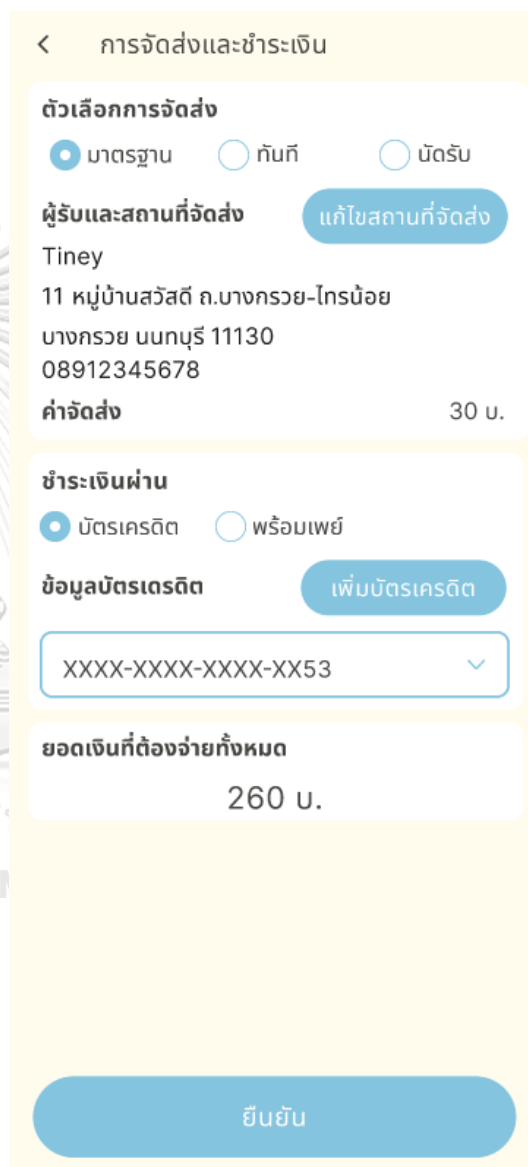 การจัดส่งและชำระเงิน
ตัวเลือกการจัดส่ง
มาตรฐาน ทันที นัดรับ
ผู้รับและสถานที่จัดส่ง แก้ไขสถานที่จัดส่ง
Tiney
11 หมู่บ้านสวัสดี ถ.บางกรวย-ไทรน้อย
บางกรวย นนทบุรี 11130
08912345678
ค่าจัดส่ง 30 บ.
ชำระเงินผ่าน
บัตรเครดิต พร้อมเพย์
ข้อมูลบัตรเดรดิต เพิ่มบัตรเครดิต
XXXX-XXXX-XXXX-XX53
ยอดเงินที่ต้องจ่ายทั้งหมด
260 บ.
ยืนยัน